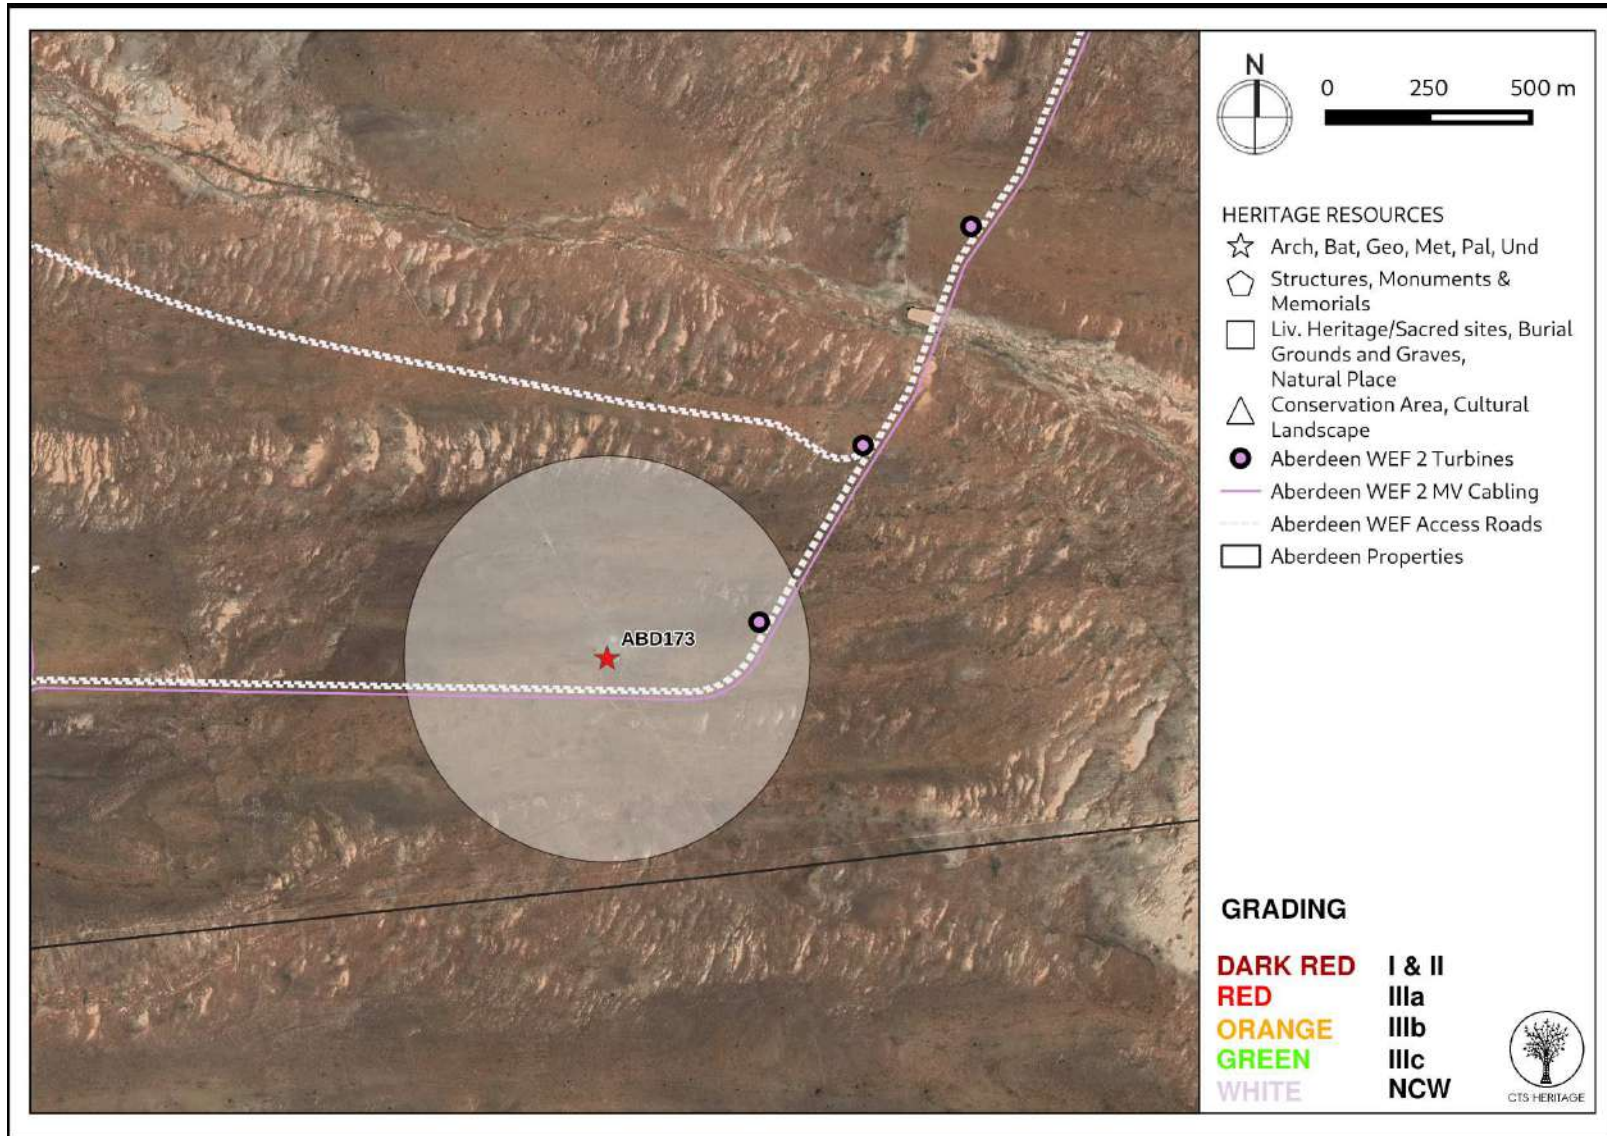 N
0 250 500 m
HERITAGE RESOURCES
Arch, Bat, Geo, Met, Pal, Und
Structures, Monuments &
Memorials
Liv. Heritage/Sacred sites, Burial
Grounds and Graves,
Natural Place
Conservation Area, Cultural
Landscape
Aberdeen WEF 2 Turbines
Aberdeen WEF 2 MV Cabling
Aberdeen WEF Access Roads
Aberdeen Properties
ABD173
GRADING
DARK RED I & II
RED IIIa
ORANGE IIIb
GREEN IIIc
WHITE NCW
CTS HERITAGE